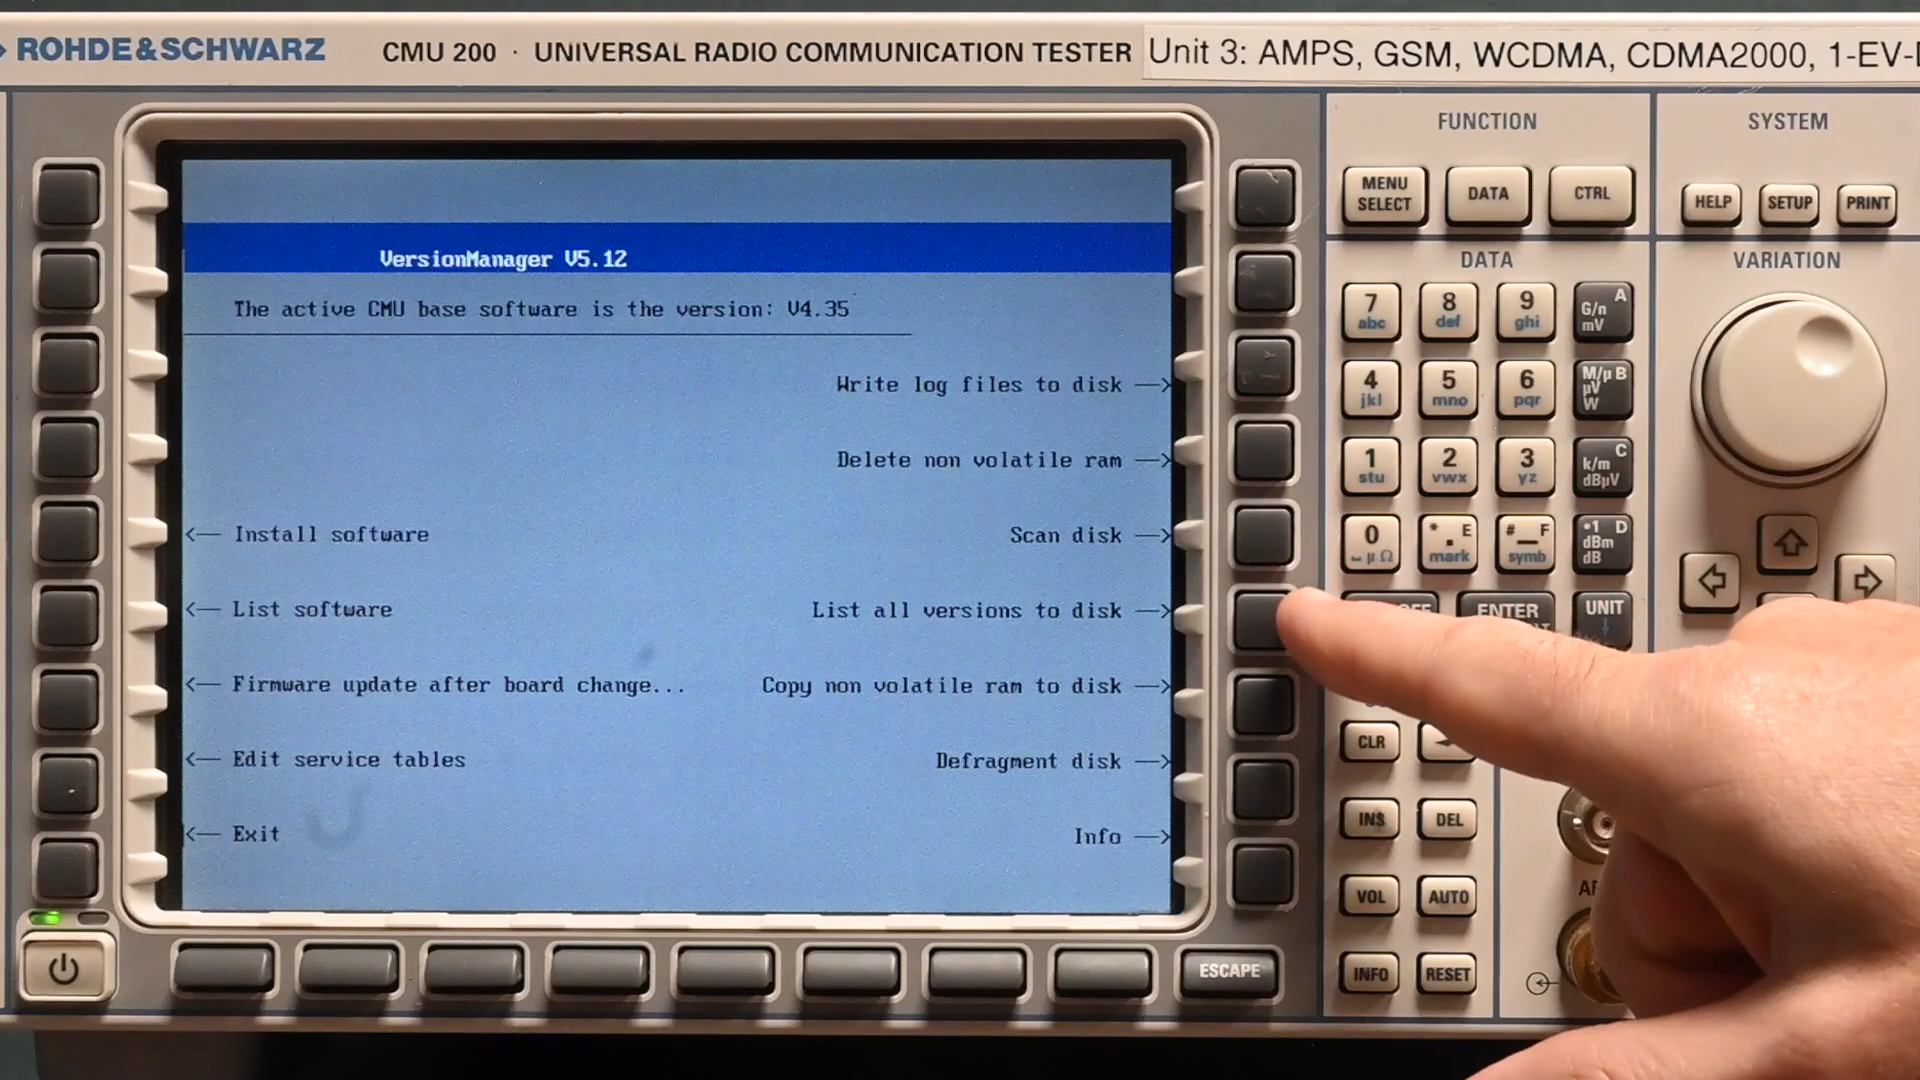 ROHDE&SCHWARZ CMU 200 · UNIVERSAL RADIO COMMUNICATION TESTER Unit 3: AMPS, GSM, WCDMA, CDMA2000, 1-EV-
VersionManager V5.12
The active CMU base software is the version: V4.35
Write log files to disk —>
Delete non volatile ram —>
<— Install software
Scan disk —>
<— List software
List all versions to disk —>
<— Firmware update after board change...
Copy non volatile ram to disk —>
<— Edit service tables
Defragment disk —>
<— Exit
Info —>
ESCAPE
FUNCTION
MENU SELECT
DATA
CTRL
SYSTEM
HELP
SETUP
PRINT
DATA
7 abc
8 def
9 ghi
G/n mV A
4 jkl
5 mno
6 pqr
M/µ µV W B
1 stu
2 vwx
3 yz
k/m dBµV C
0 µ Ω
* . E mark
# _ F symb
•1 dBm dB D
ENTER
UNIT
CLR
INS
DEL
VOL
AUTO
INFO
RESET
VARIATION